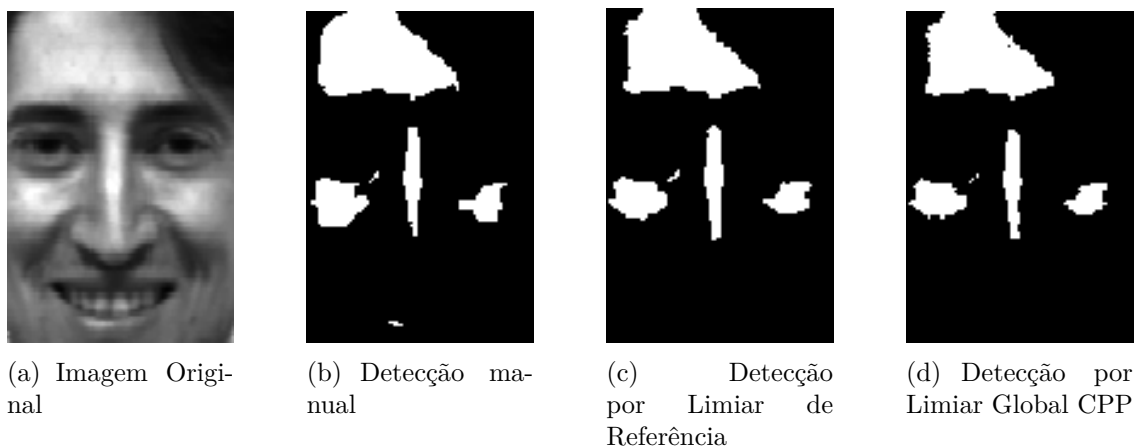 (a) Imagem Origi-
nal
(b) Detecção ma-
nual
(c) Detecção
por Limiar de
Referência
(d) Detecção por
Limiar Global CPP